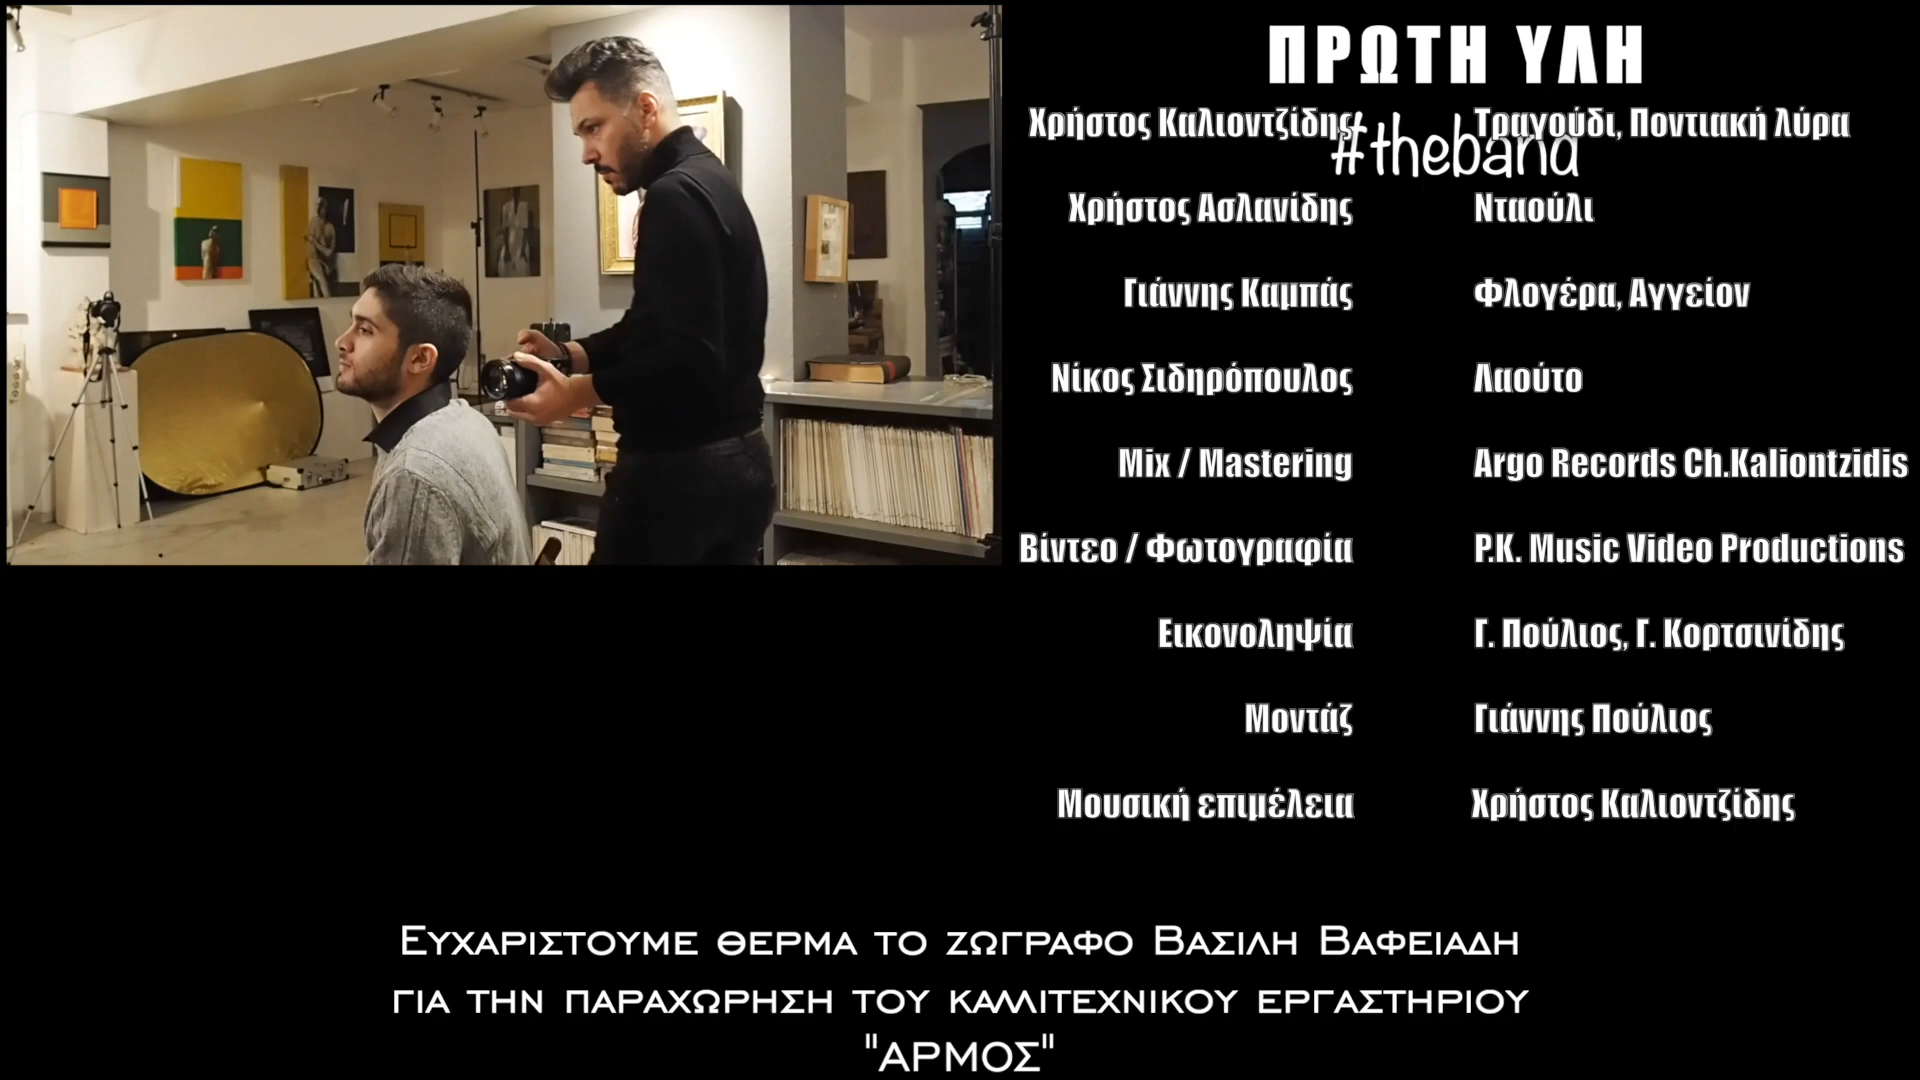 ΠΡΩΤΗ ΥΛΗ
#theband
Χρήστος Καλιοντζίδης Τραγούδι, Ποντιακή λύρα
Χρήστος Ασλανίδης Νταούλι
Γιάννης Καμπάς Φλογέρα, Αγγείον
Νίκος Σιδηρόπουλος Λαούτο
Mix / Mastering Argo Records Ch.Kaliontzidis
Βίντεο / Φωτογραφία P.K. Music Video Productions
Εικονοληψία Γ. Πούλιος, Γ. Κορτσινίδης
Μοντάζ Γιάννης Πούλιος
Μουσική επιμέλεια Χρήστος Καλιοντζίδης
ΕΥΧΑΡΙΣΤΟΥΜΕ ΘΕΡΜΑ ΤΟ ΖΩΓΡΑΦΟ ΒΑΣΙΛΗ ΒΑΦΕΙΑΔΗ
ΓΙΑ ΤΗΝ ΠΑΡΑΧΩΡΗΣΗ ΤΟΥ ΚΑΛΛΙΤΕΧΝΙΚΟΥ ΕΡΓΑΣΤΗΡΙΟΥ
"ΑΡΜΟΣ"